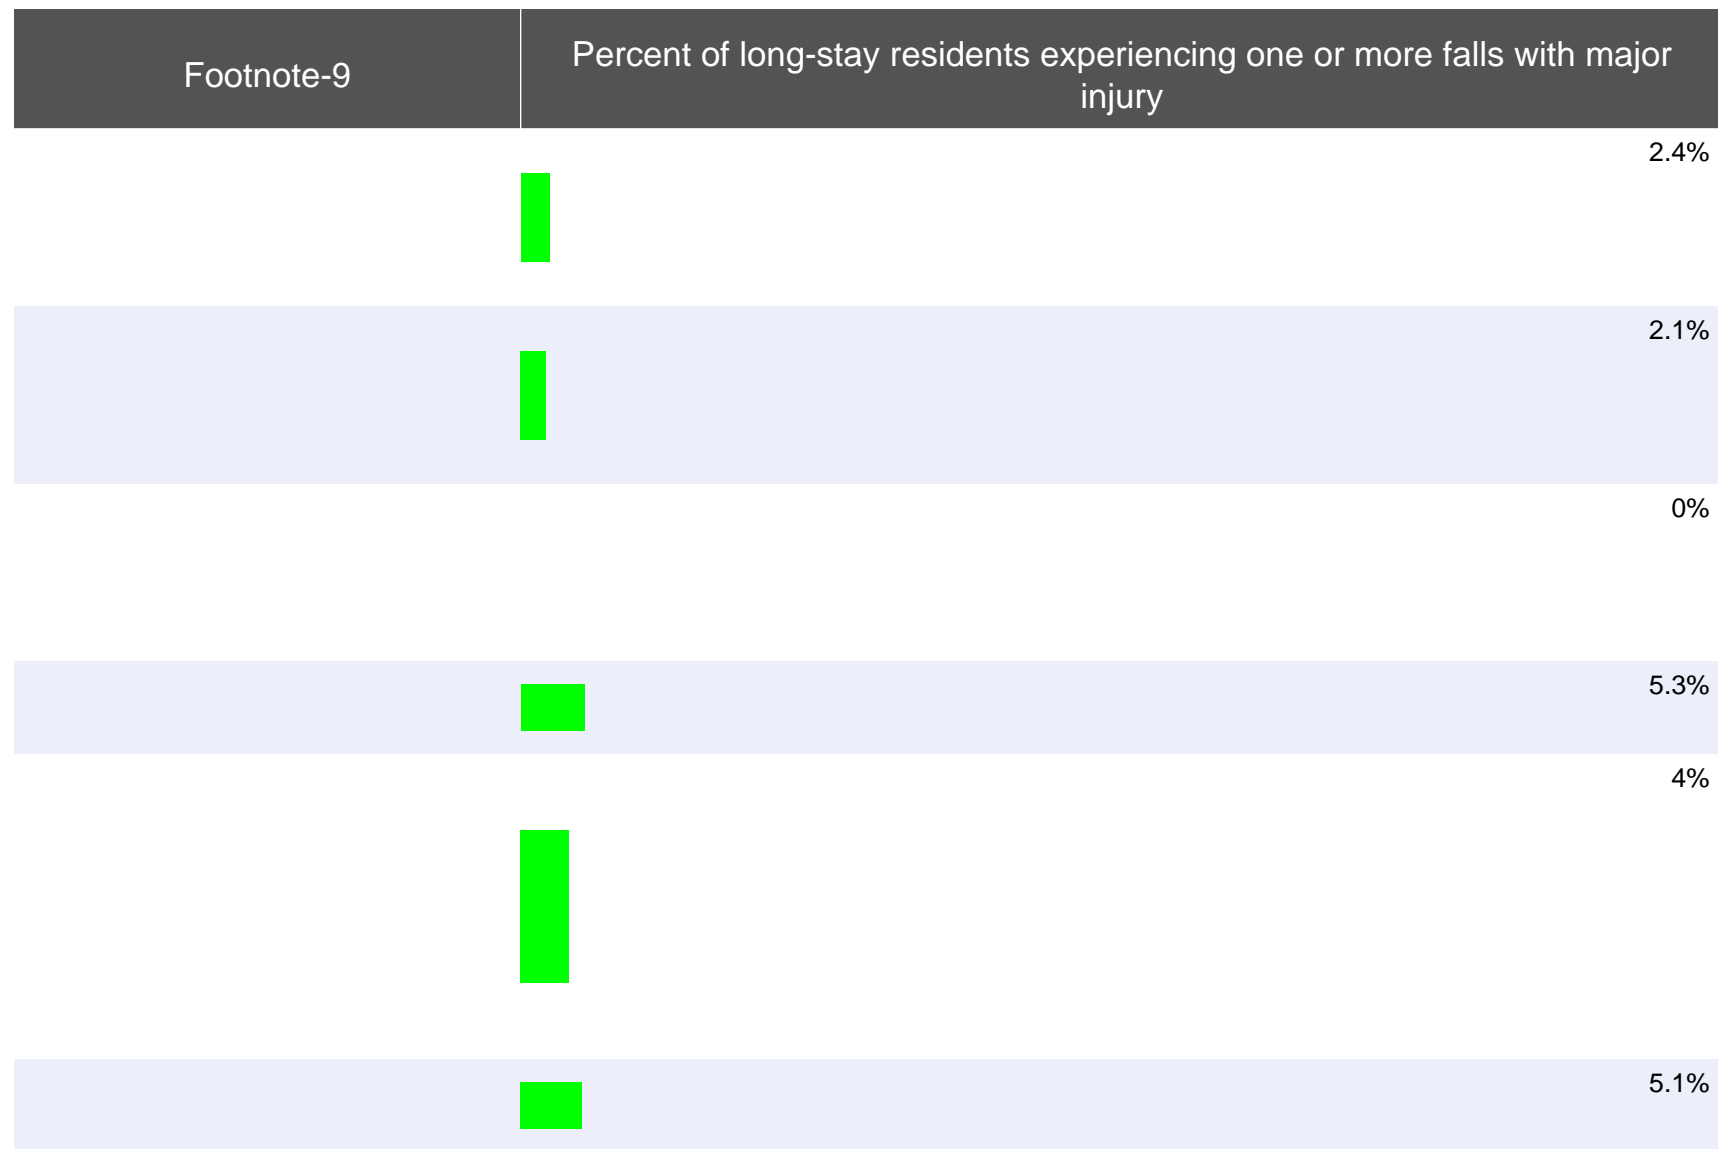 Footnote-9
Percent of long-stay residents experiencing one or more falls with major
injury
2.4%
2.1%
0%
5.3%
4%
5.1%